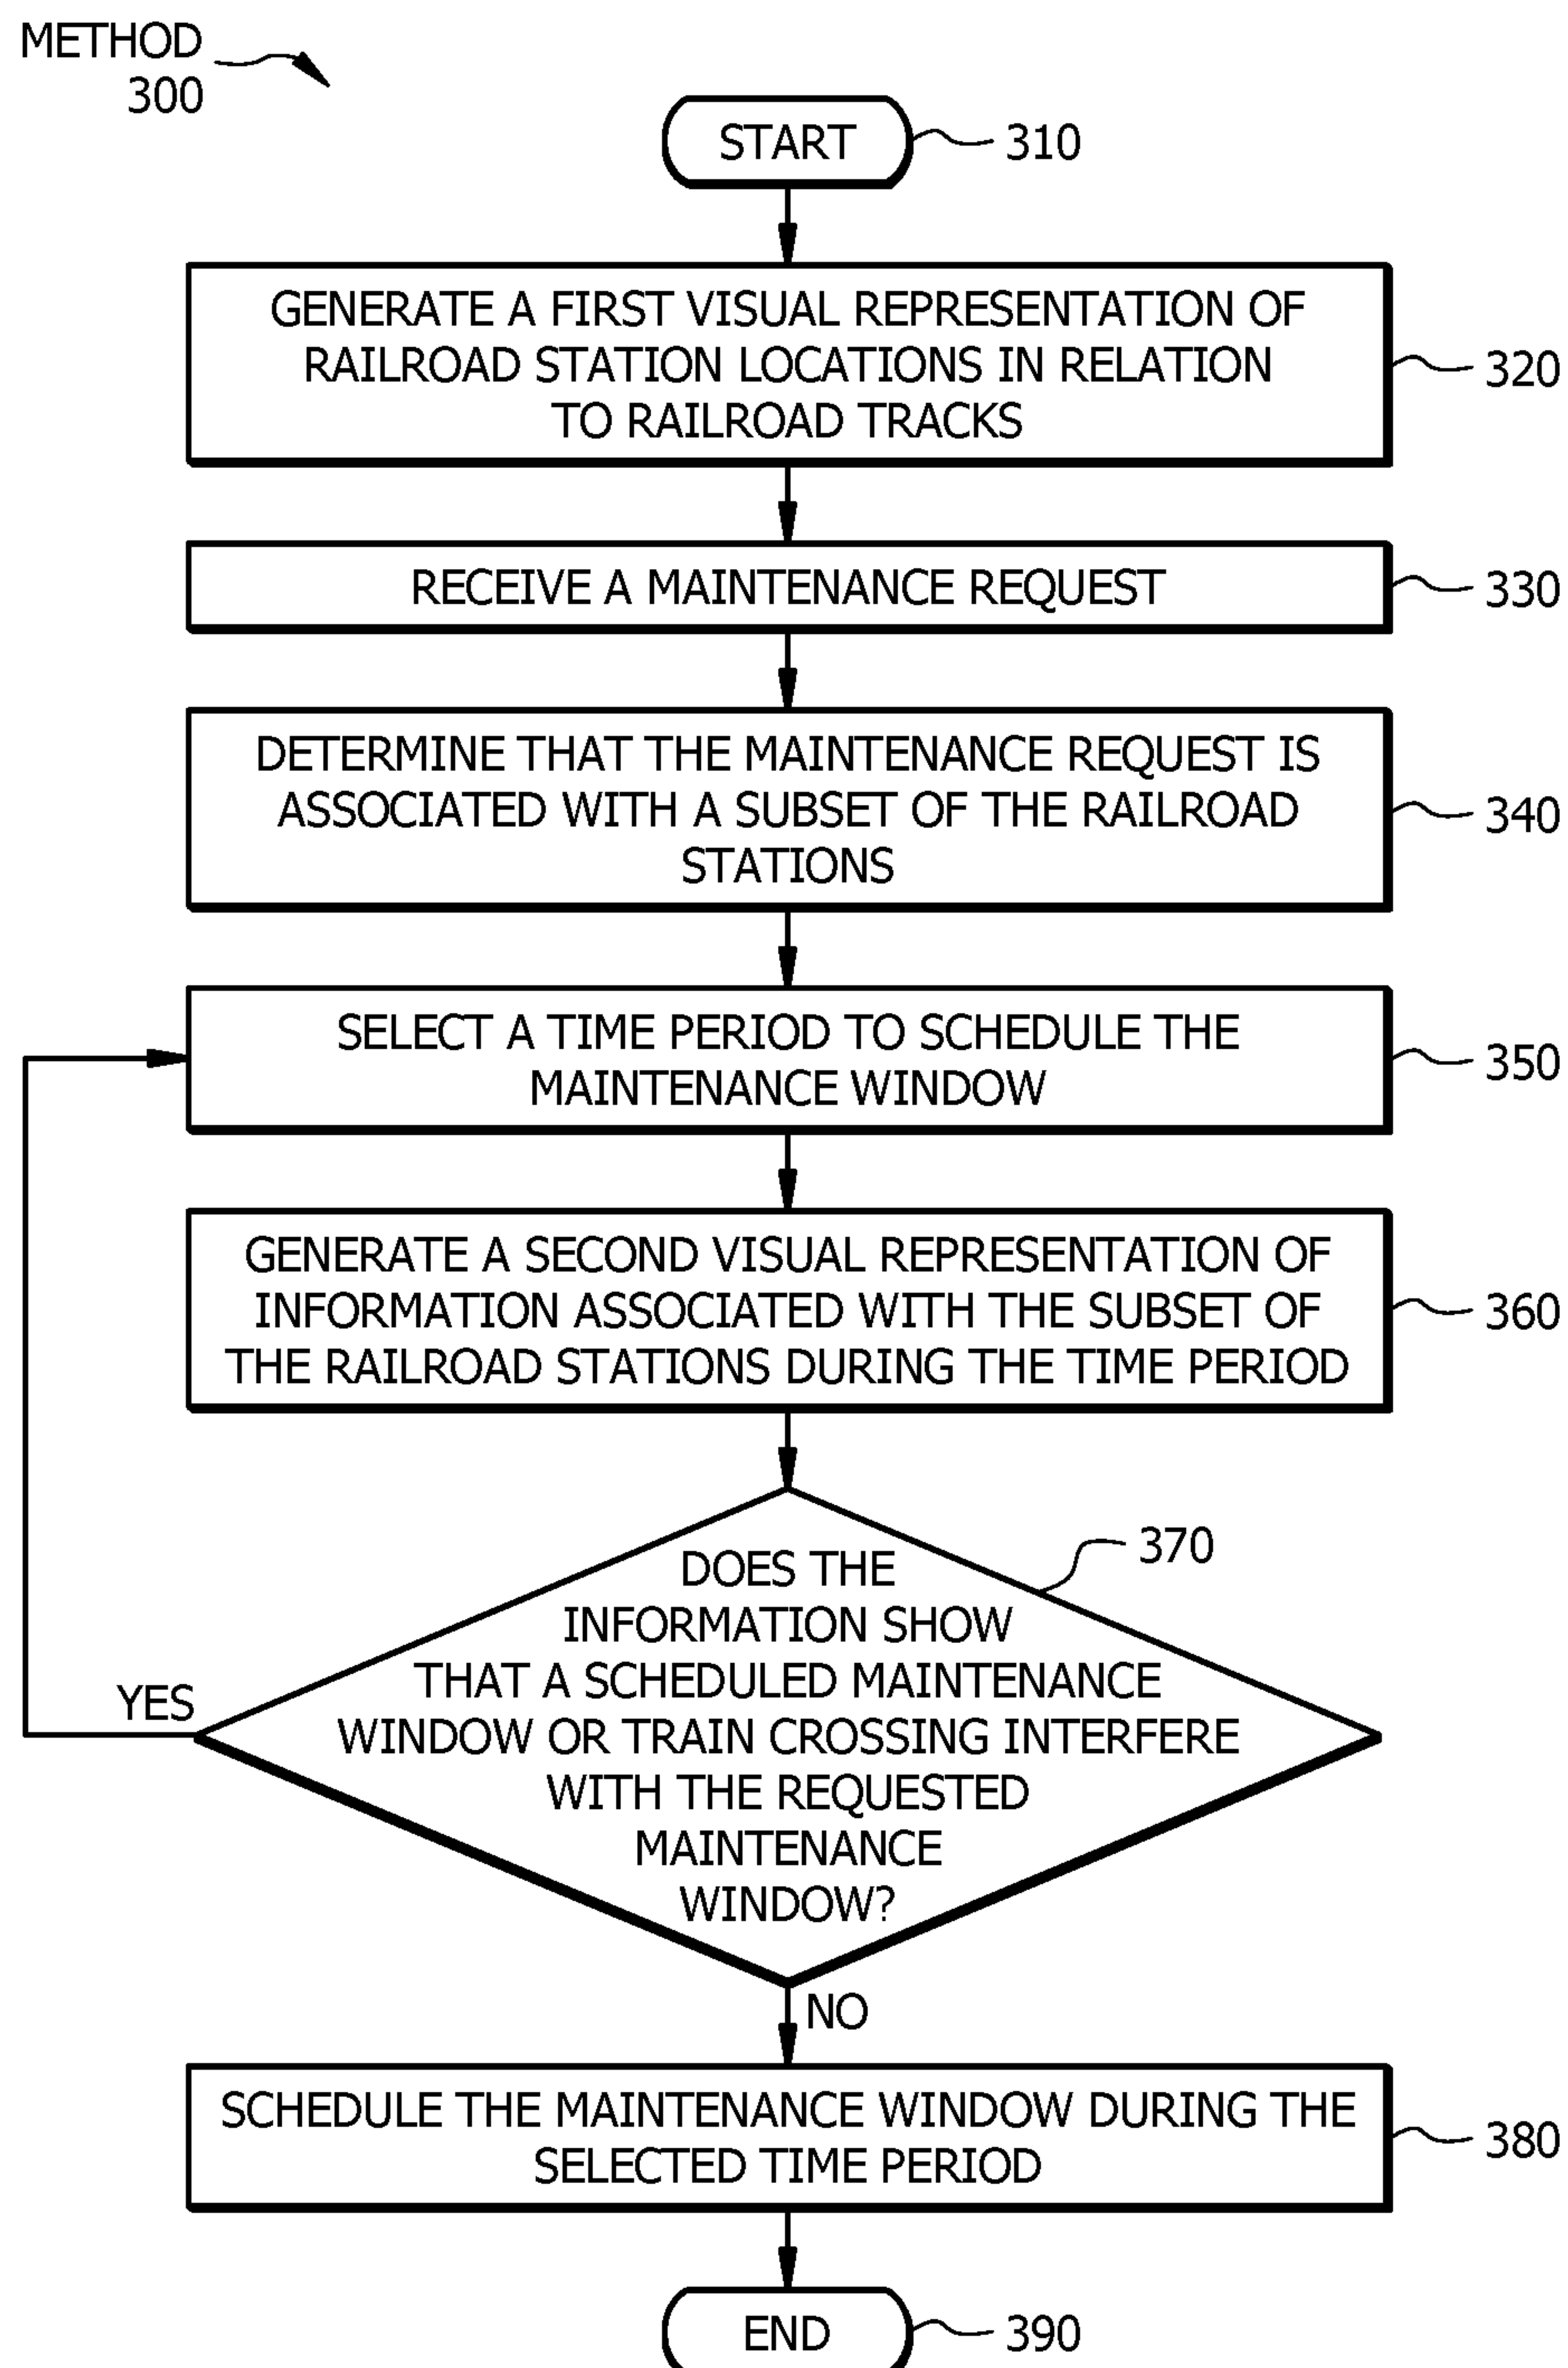 METHOD
300
START
310
GENERATE A FIRST VISUAL REPRESENTATION OF
RAILROAD STATION LOCATIONS IN RELATION
TO RAILROAD TRACKS
320
RECEIVE A MAINTENANCE REQUEST
330
DETERMINE THAT THE MAINTENANCE REQUEST IS
ASSOCIATED WITH A SUBSET OF THE RAILROAD
STATIONS
340
SELECT A TIME PERIOD TO SCHEDULE THE
MAINTENANCE WINDOW
350
GENERATE A SECOND VISUAL REPRESENTATION OF
INFORMATION ASSOCIATED WITH THE SUBSET OF
THE RAILROAD STATIONS DURING THE TIME PERIOD
360
DOES THE
INFORMATION SHOW
THAT A SCHEDULED MAINTENANCE
WINDOW OR TRAIN CROSSING INTERFERE
WITH THE REQUESTED
MAINTENANCE
WINDOW?
370
YES
NO
SCHEDULE THE MAINTENANCE WINDOW DURING THE
SELECTED TIME PERIOD
380
END
390